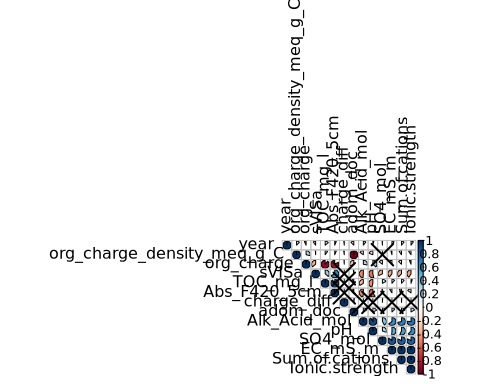 year
org_charge_density_meq_g_C
org_charge
sVISa
TOC_mg_l
Abs_F420_5cm
charge_diff
adom_doc
Alk_Acid_mol
pH
SO4_mol
EC_mS_m
Sum.of.cations
Ionic.strength
year
org_charge_density_meq_g_C
org_charge
sVISa
TOC_mg_l
Abs_F420_5cm
charge_diff
adom_doc
Alk_Acid_mol
pH
SO4_mol
EC_mS_m
Sum.of.cations
Ionic.strength
1
0.8
0.6
0.4
0.2
0
-0.2
-0.4
-0.6
-0.8
-1